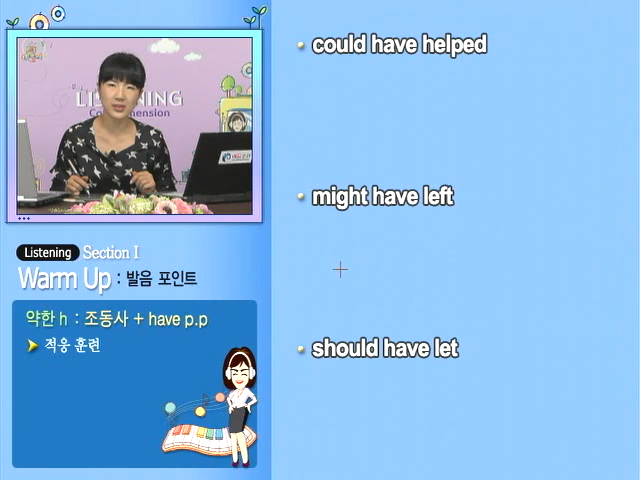 LISTENING
Comprehension
Listening Section I
Warm Up : 발음 포인트
약한 h : 조동사 + have p.p
적응 훈련
could have helped
might have left
should have let